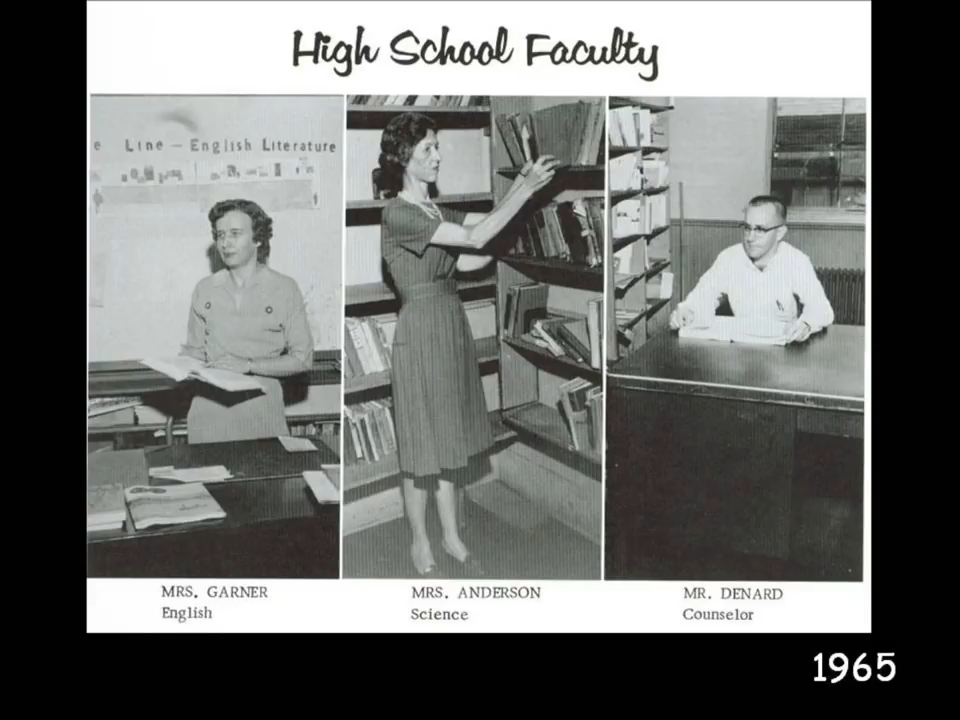 High School Faculty
e Line — English Literature
MRS. GARNER
English
MRS. ANDERSON
Science
MR. DENARD
Counselor
1965